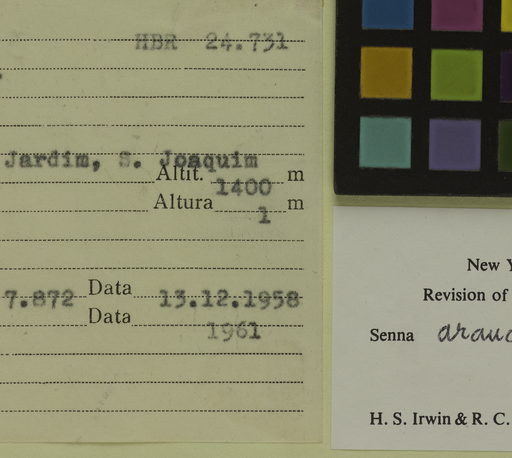 HBR 24.731
Jardim, S. Joaquim
Altit. 1400 m
Altura 1 m
7.872 Data 13.12.1958
Data 1961
New Y
Revision of
Senna arauc
H. S. Irwin & R. C.